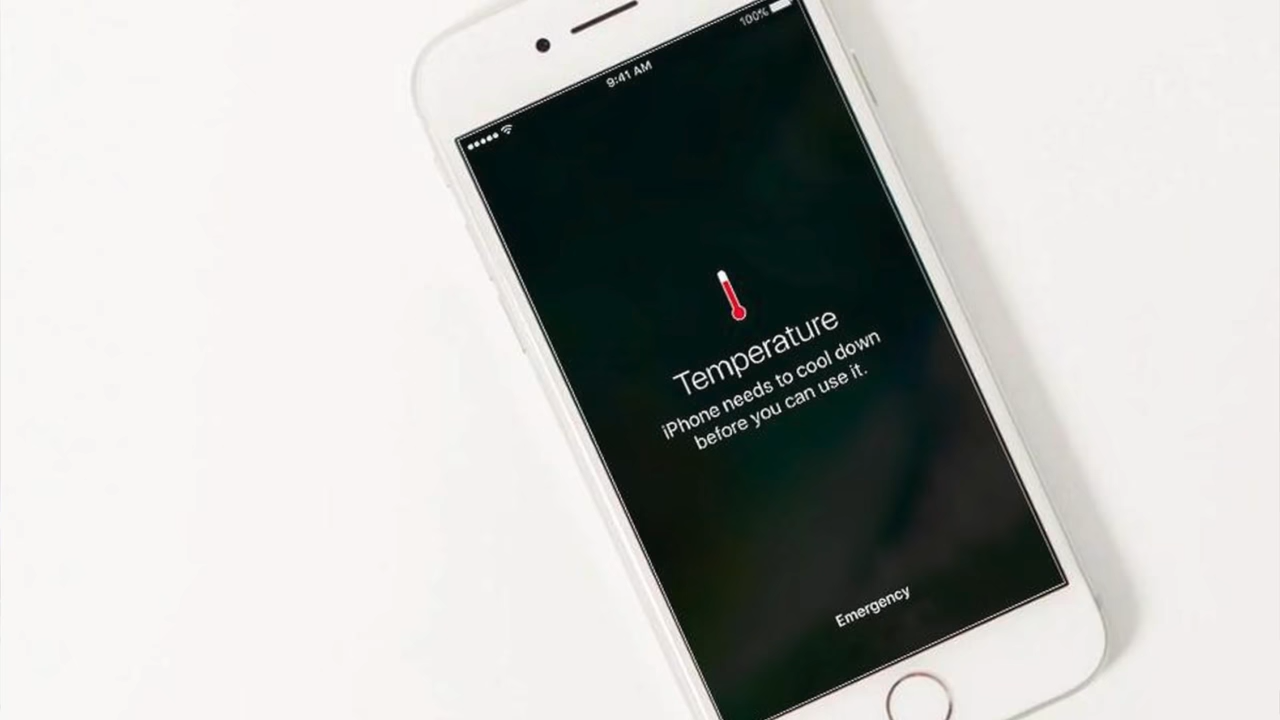 100%
9:41 AM
Temperature
iPhone needs to cool down
before you can use it.
Emergency